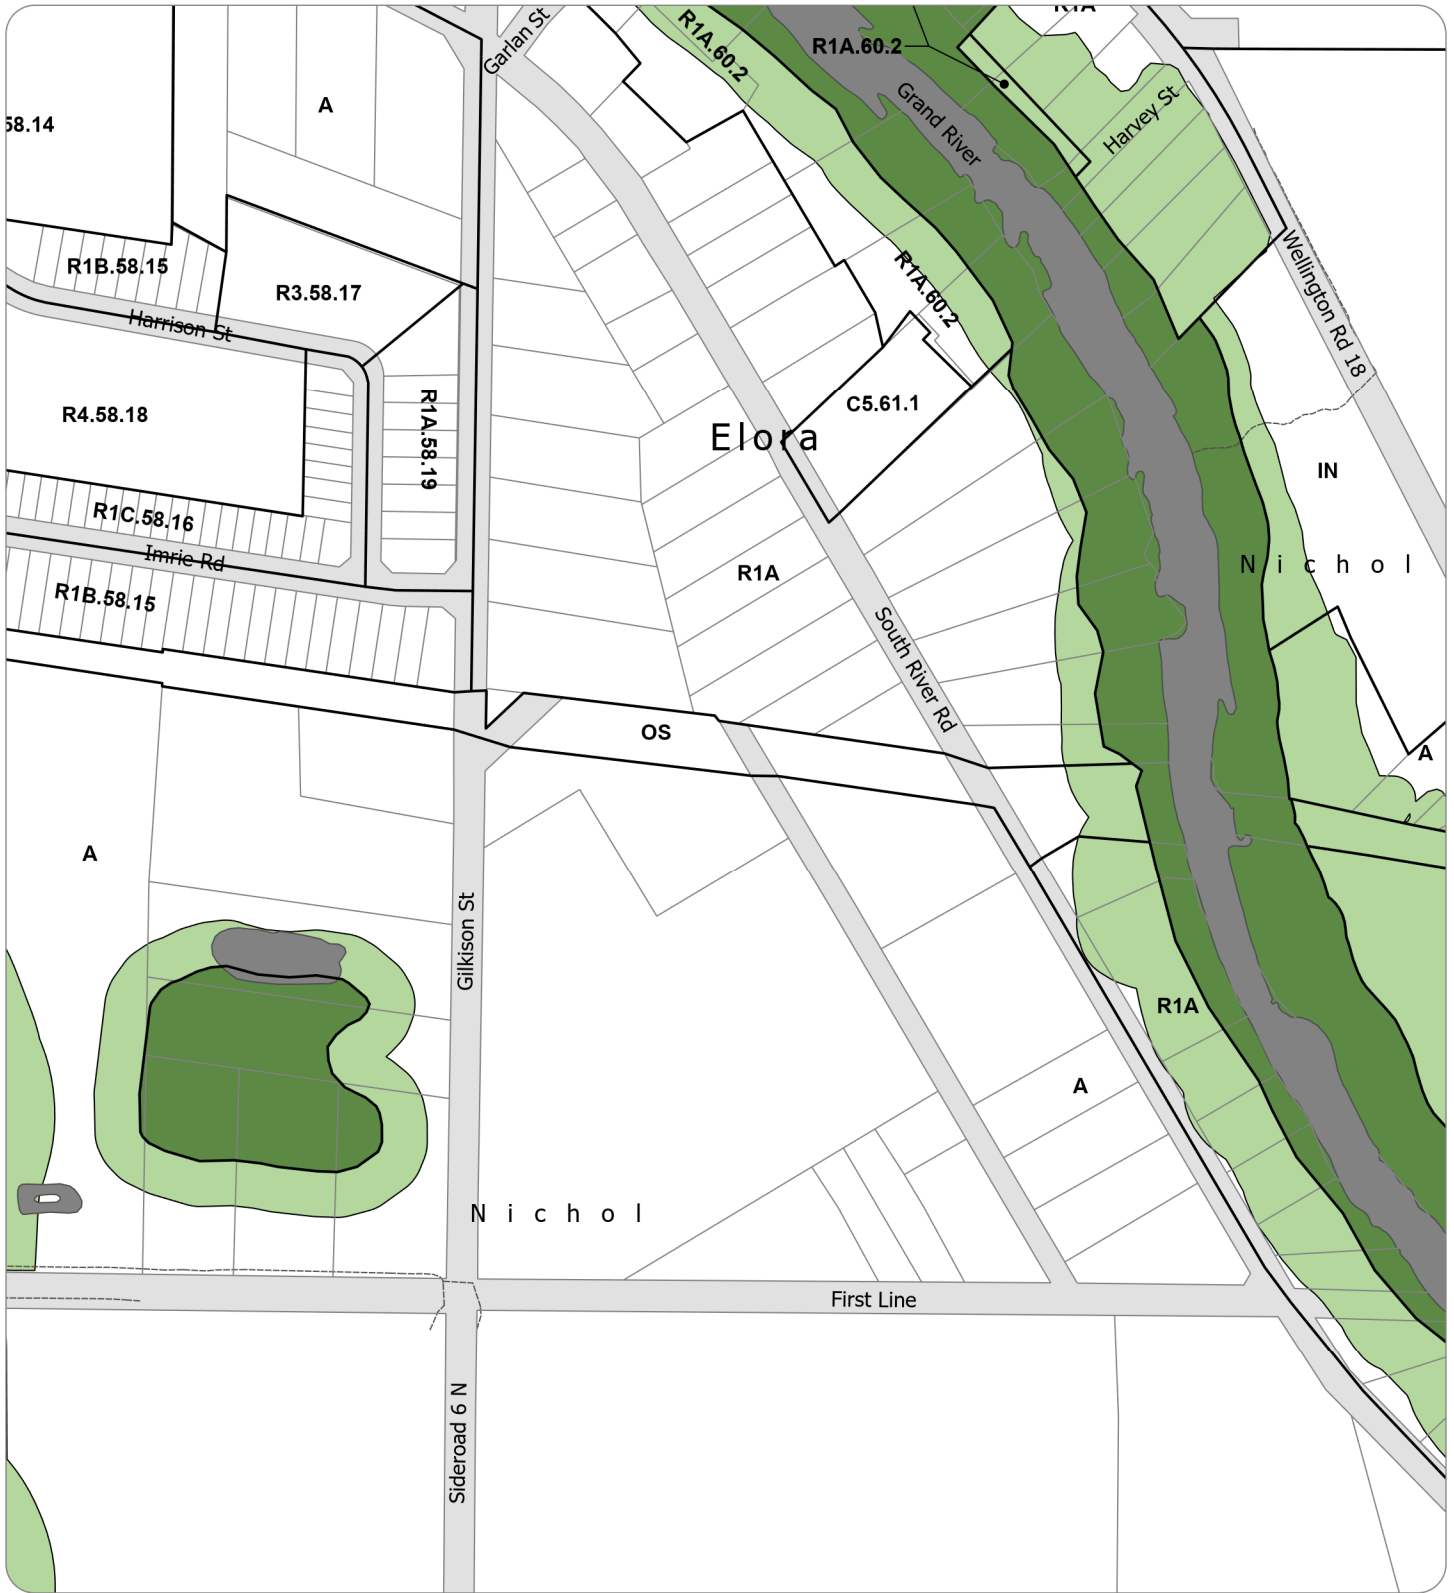 R1A
Garlan St
R1A.60.2
R1A.60.2
A
58.14
Grand River
Harvey St
R1B.58.15
R3.58.17
Harrison St
R1A.60.2
Wellington Rd 18
R4.58.18
R1A.58.19
C5.61.1
Elora
IN
R1C.58.16
Imrie Rd
R1B.58.15
R1A
Nichol
South River Rd
OS
A
A
Gilkison St
R1A
A
Nichol
First Line
Sideroad 6 N